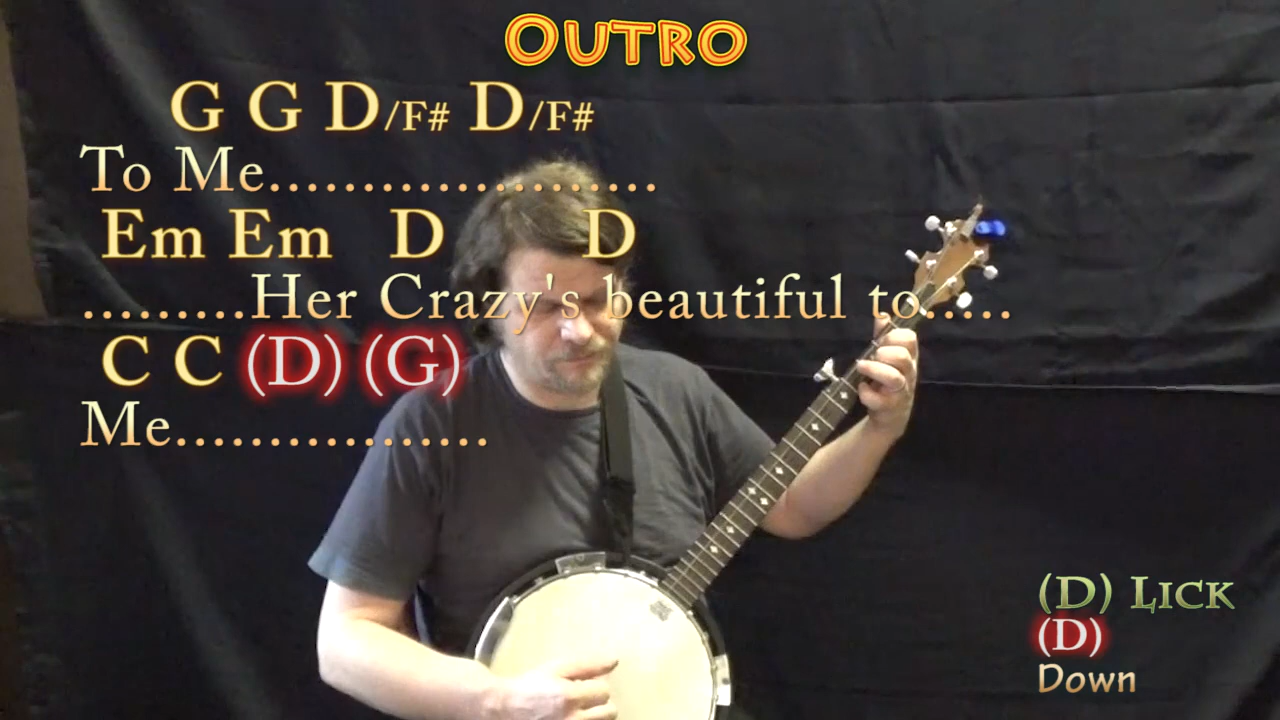 OUTRO
G G D/F# D/F#
To Me.....................
Em Em D D
.........Her Crazy's beautiful to.....
C C (D) (G)
Me.................
(D) LICK
(D)
Down